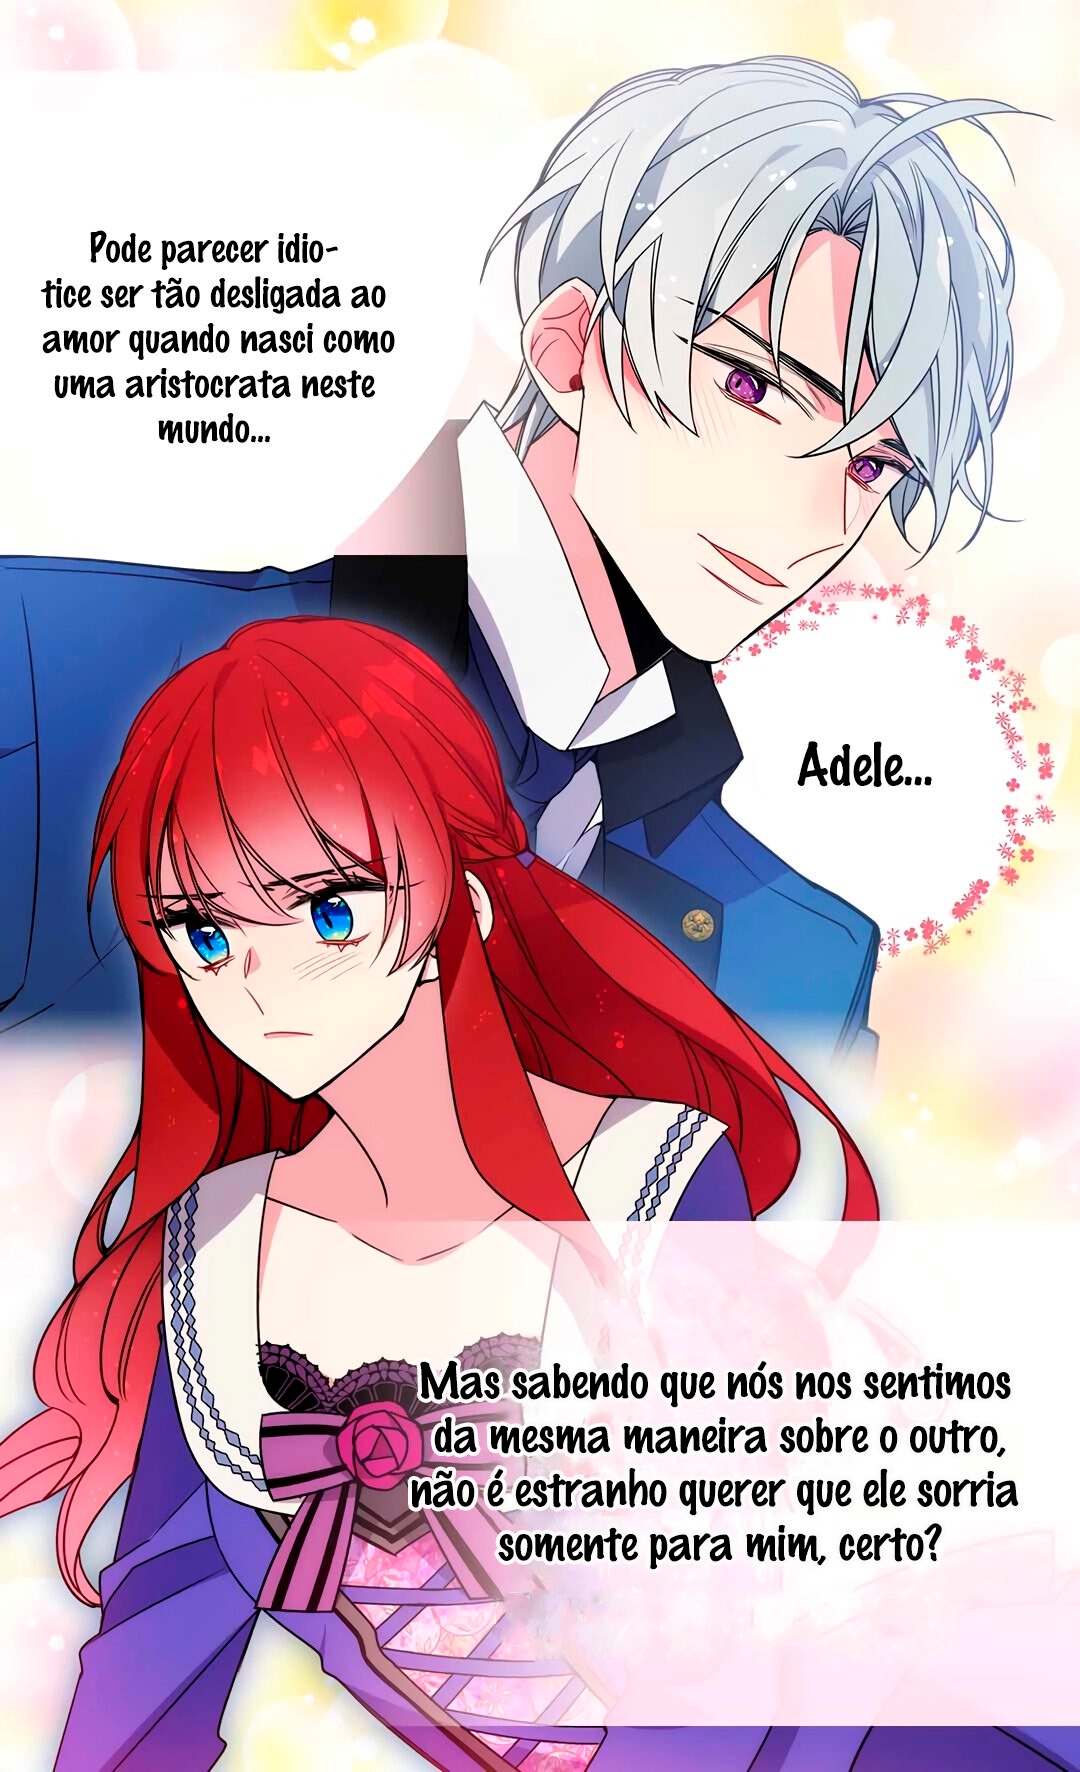 Pode parecer idio-
tice ser tão desligada ao
amor quando nasci como
uma aristocrata neste
mundo...
Adele...
Mas sabendo que nós nos sentimos
da mesma maneira sobre o outro,
não é estranho querer que ele sorria
somente para mim, certo?